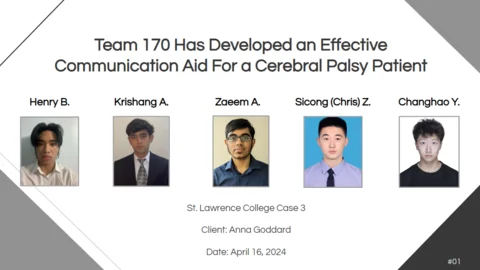 Team 170 Has Developed an Effective
Communication Aid For a Cerebral Palsy Patient
Henry B.
Krishang A.
Zaeem A.
Sicong (Chris) Z.
Changhao Y.
St. Lawrence College Case 3
Client: Anna Goddard
Date: April 16, 2024
#01